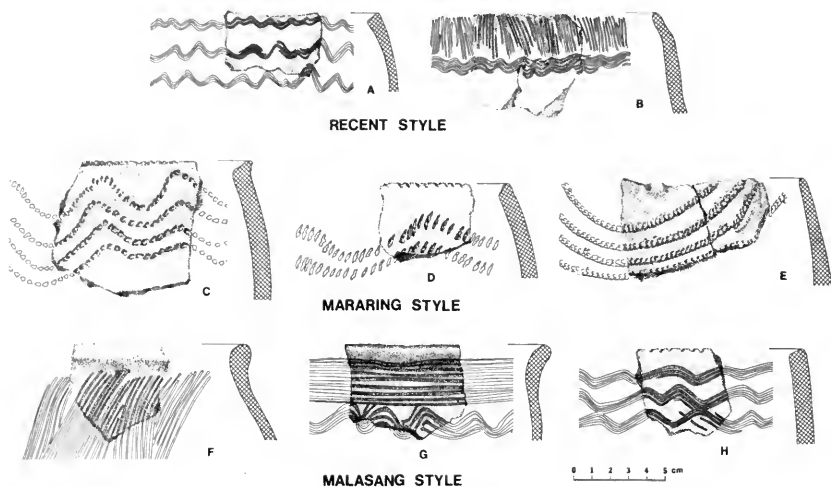 A
B
RECENT STYLE
C
D
E
MARARING STYLE
F
G
H
0 1 2 3 4 5 cm
MALASANG STYLE